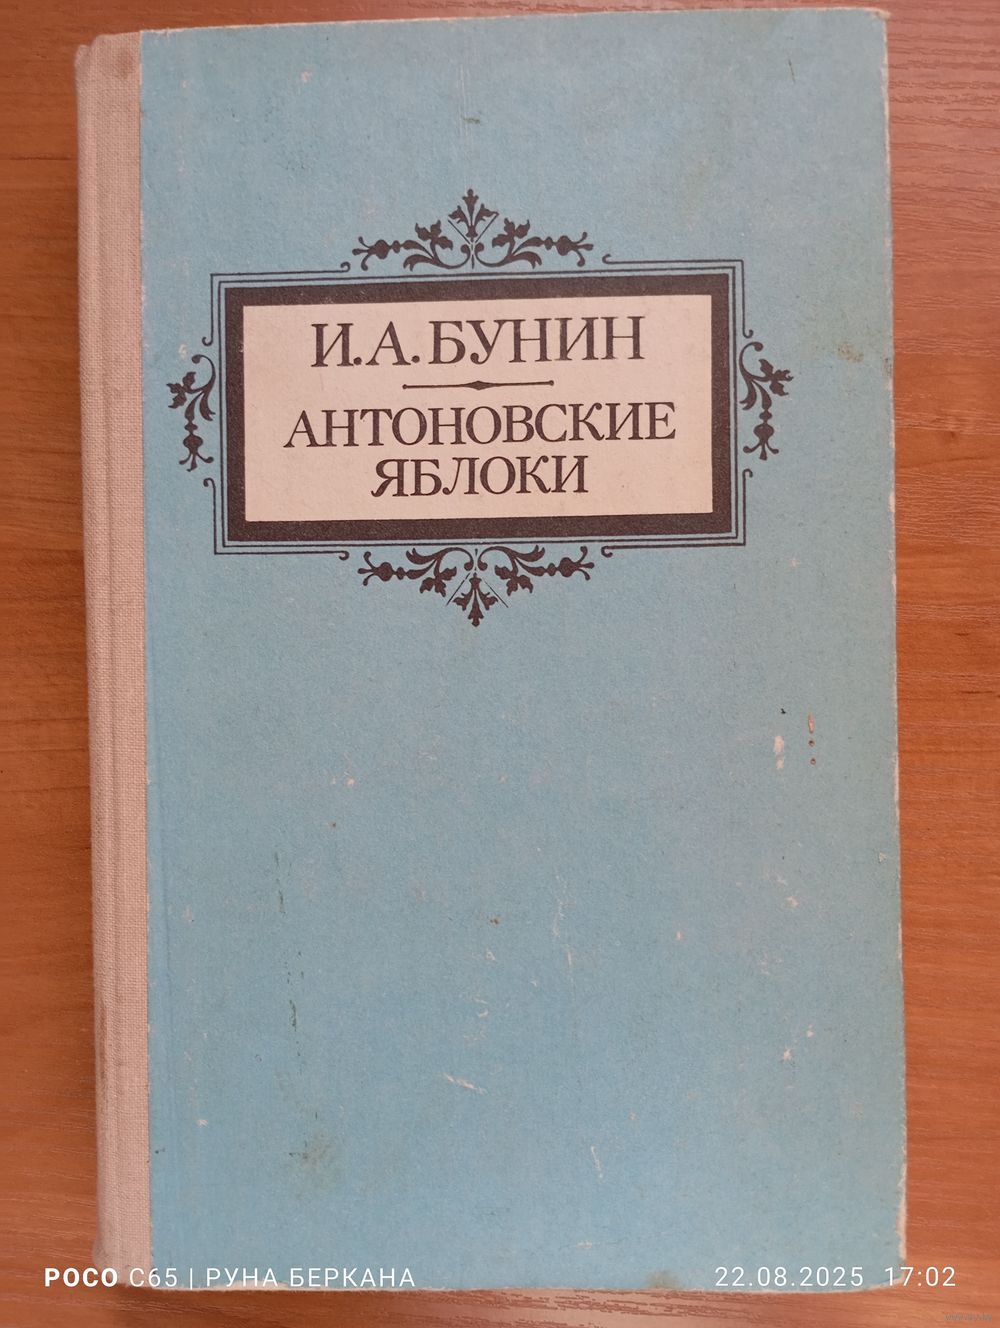 И.А.БУНИН
АНТОНОВСКИЕ
ЯБЛОКИ
POCO C65 | РУНА БЕРКАНА
22.08.2025 17:02